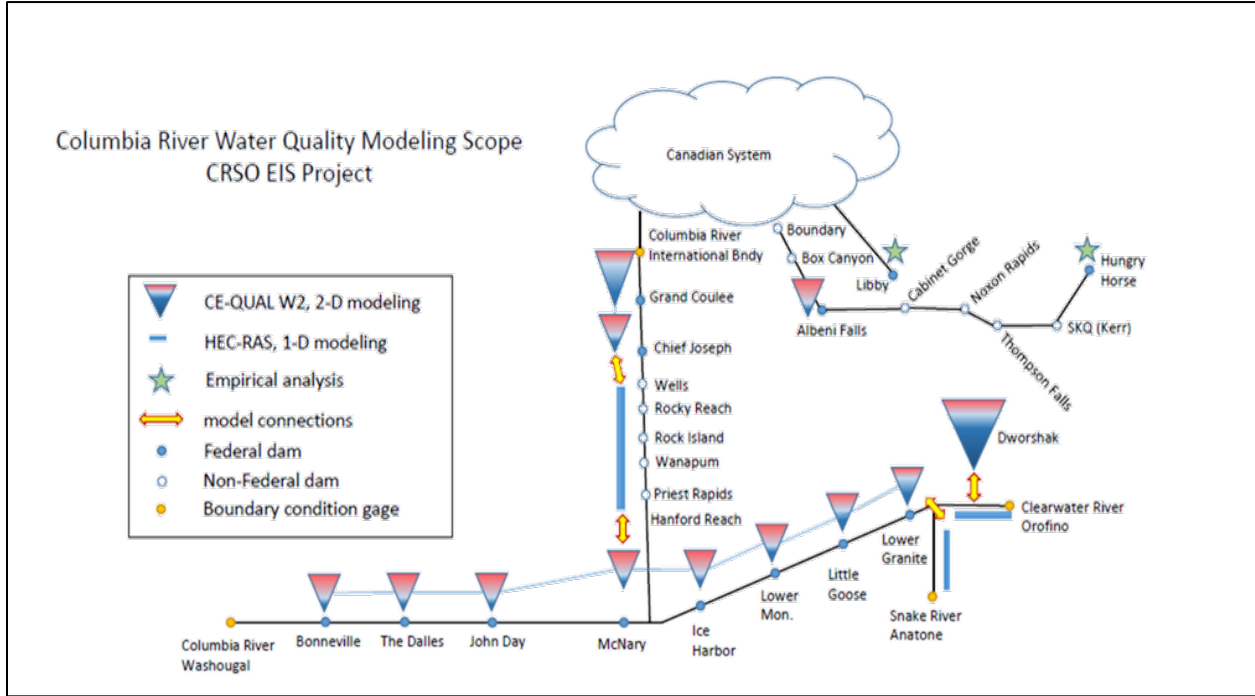 Columbia River Water Quality Modeling Scope
CRSO EIS Project
Canadian System
CE-QUAL W2, 2-D modeling
HEC-RAS, 1-D modeling
Empirical analysis
model connections
Federal dam
Non-Federal dam
Boundary condition gage
Columbia River
International Bndy
Grand Coulee
Chief Joseph
Wells
Rocky Reach
Rock Island
Wanapum
Priest Rapids
Hanford Reach
Boundary
Box Canyon
Albeni Falls
Libby
Cabinet Gorge
Noxon Rapids
Thompson Falls
SKQ (Kerr)
Hungry
Horse
Dworshak
Clearwater River
Orofino
Snake River
Anatone
Lower
Granite
Little
Goose
Lower
Mon.
Ice
Harbor
McNary
John Day
The Dalles
Bonneville
Columbia River
Washougal